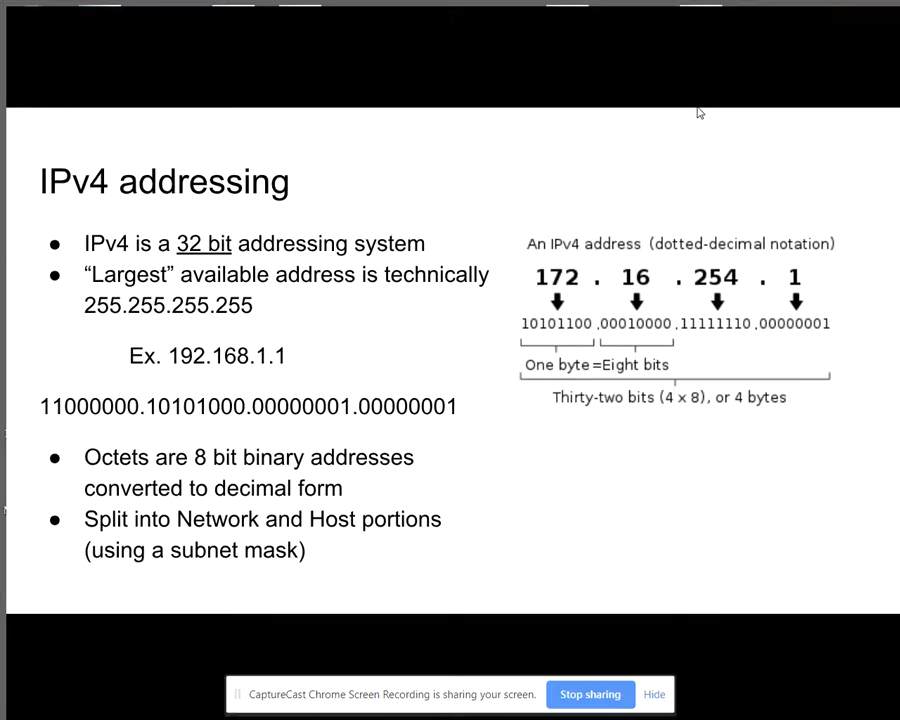 IPv4 addressing
● IPv4 is a 32 bit addressing system
● “Largest” available address is technically
255.255.255.255
Ex. 192.168.1.1
11000000.10101000.00000001.00000001
● Octets are 8 bit binary addresses
converted to decimal form
● Split into Network and Host portions
(using a subnet mask)
An IPv4 address (dotted-decimal notation)
172 . 16 . 254 . 1
10101100 .00010000 .11111110 .00000001
One byte=Eight bits
Thirty-two bits (4 x 8), or 4 bytes
CaptureCast Chrome Screen Recording is sharing your screen. Stop sharing Hide